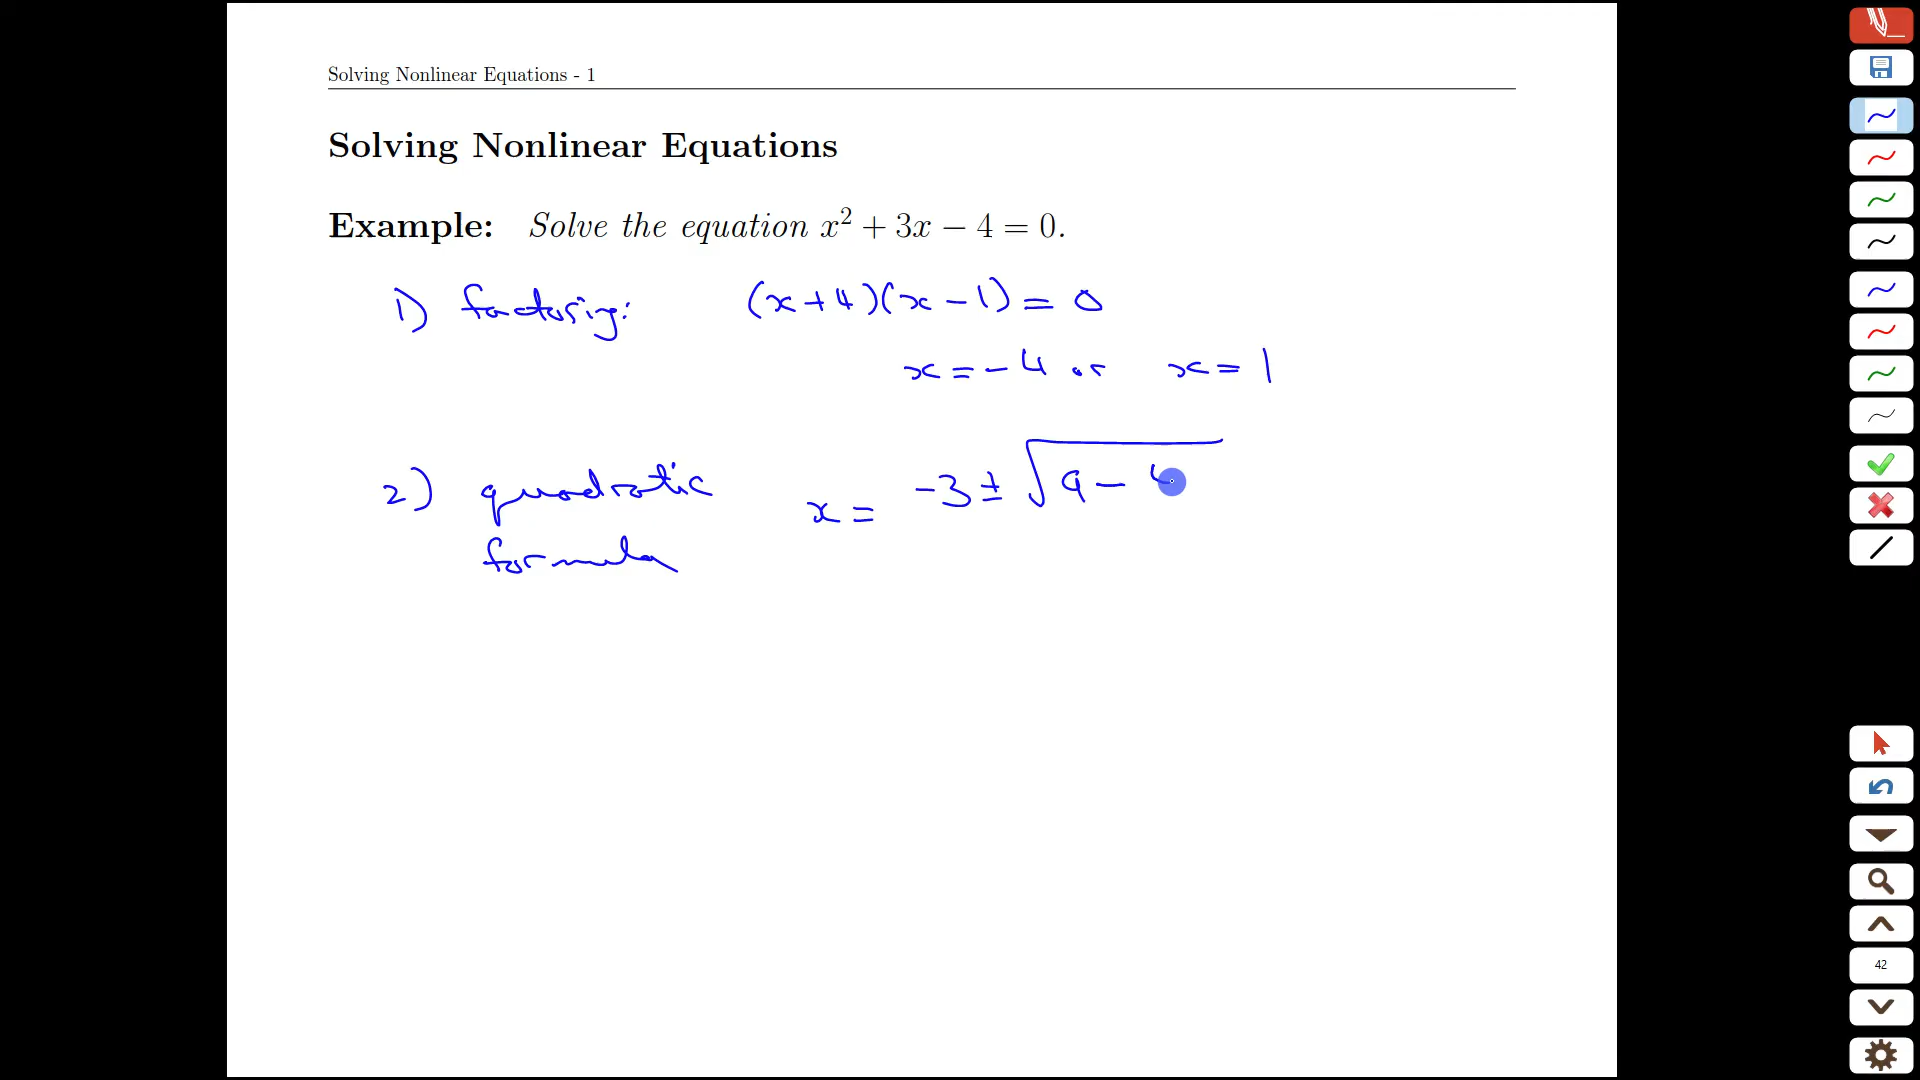 Solving Nonlinear Equations - 1
Solving Nonlinear Equations
Example: Solve the equation x² + 3x − 4 = 0.
1) factoring: (x+4)(x-1) = 0
x = -4 or x = 1
2) quadratic x = -3 ± √9 -
formula
42